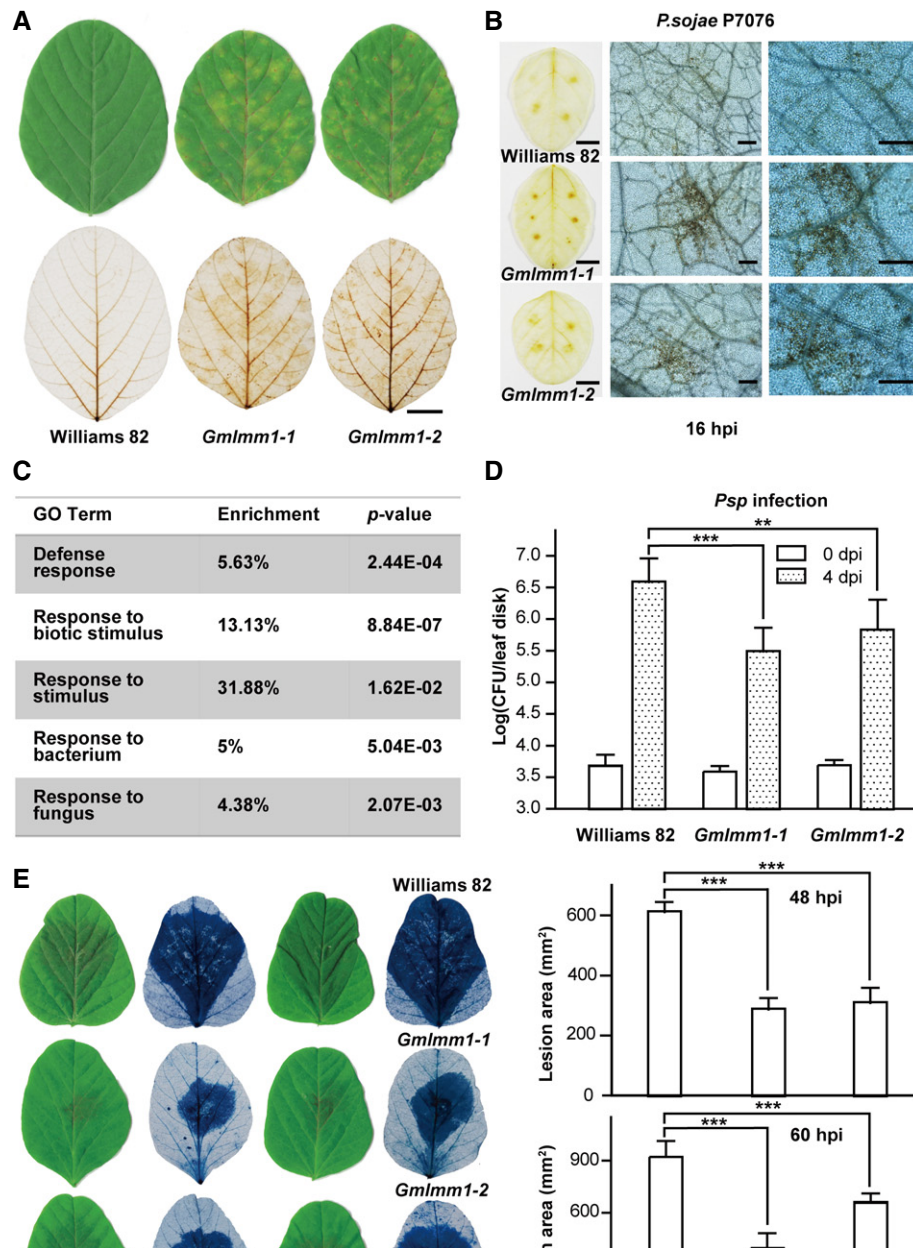 A
Williams 82
Gmlmm1-1
Gmlmm1-2
B
P.sojae P7076
Williams 82
Gmlmm1-1
Gmlmm1-2
16 hpi
C
GO Term Enrichment p-value
Defense response 5.63% 2.44E-04
Response to biotic stimulus 13.13% 8.84E-07
Response to stimulus 31.88% 1.62E-02
Response to bacterium 5% 5.04E-03
Response to fungus 4.38% 2.07E-03
D
Psp infection
**
***
0 dpi
4 dpi
Log(CFU/leaf disk)
7.0
6.5
6.0
5.5
5.0
4.5
4.0
3.5
3.0
Williams 82
Gmlmm1-1
Gmlmm1-2
E
Williams 82
Gmlmm1-1
Gmlmm1-2
***
***
48 hpi
Lesion area (mm²)
600
400
200
0
***
***
60 hpi
area (mm²)
900
600